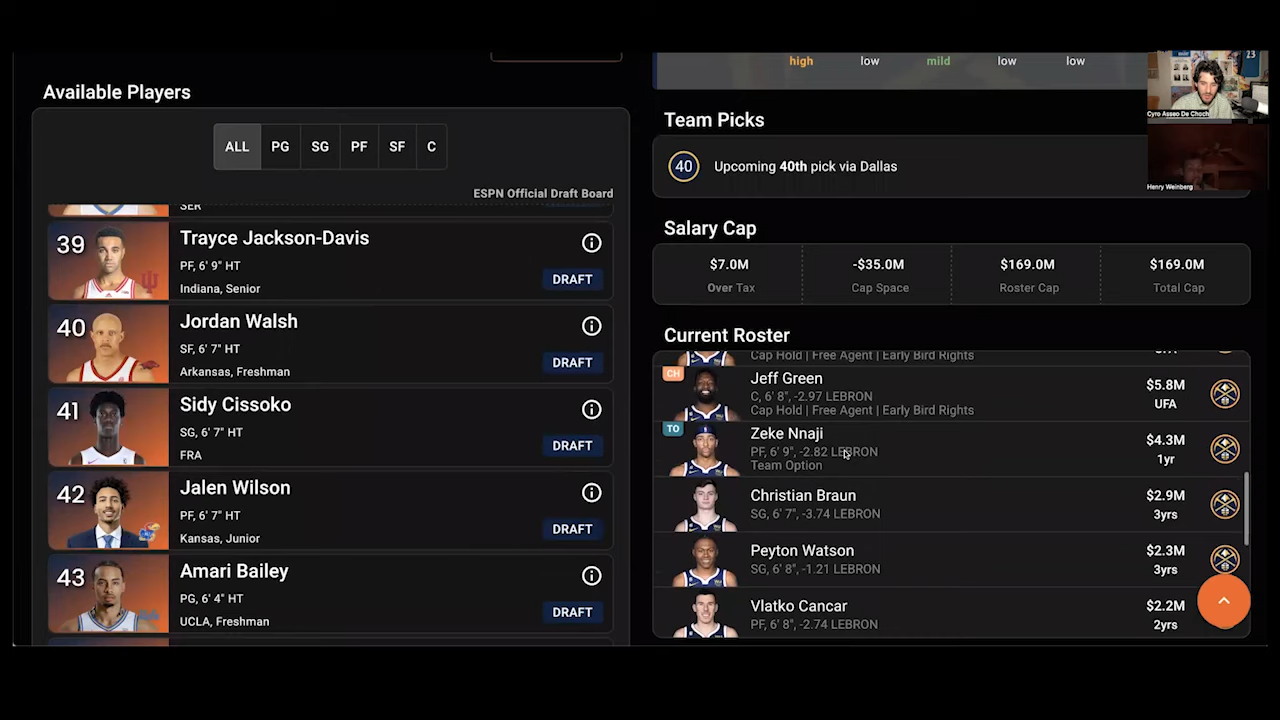 Available Players
ALL PG SG PF SF C
ESPN Official Draft Board
SER
39 Trayce Jackson-Davis
PF, 6' 9" HT
Indiana, Senior
DRAFT
40 Jordan Walsh
SF, 6' 7" HT
Arkansas, Freshman
DRAFT
41 Sidy Cissoko
SG, 6' 7" HT
FRA
DRAFT
42 Jalen Wilson
PF, 6' 7" HT
Kansas, Junior
DRAFT
43 Amari Bailey
PG, 6' 4" HT
UCLA, Freshman
DRAFT
high low mild low low
Team Picks
40 Upcoming 40th pick via Dallas
Salary Cap
$7.0M -$35.0M $169.0M $169.0M
Over Tax Cap Space Roster Cap Total Cap
Current Roster
Cap Hold | Free Agent | Early Bird Rights
CH Jeff Green
C, 6' 8", -2.97 LEBRON
Cap Hold | Free Agent | Early Bird Rights
$5.8M
UFA
TO Zeke Nnaji
PF, 6' 9", -2.82 LEBRON
Team Option
$4.3M
1yr
Christian Braun
SG, 6' 7", -3.74 LEBRON
$2.9M
3yrs
Peyton Watson
SG, 6' 8", -1.21 LEBRON
$2.3M
3yrs
Vlatko Cancar
PF, 6' 8", -2.74 LEBRON
$2.2M
2yrs
23
Cyro Asseo De Choch
Henry Weinberg